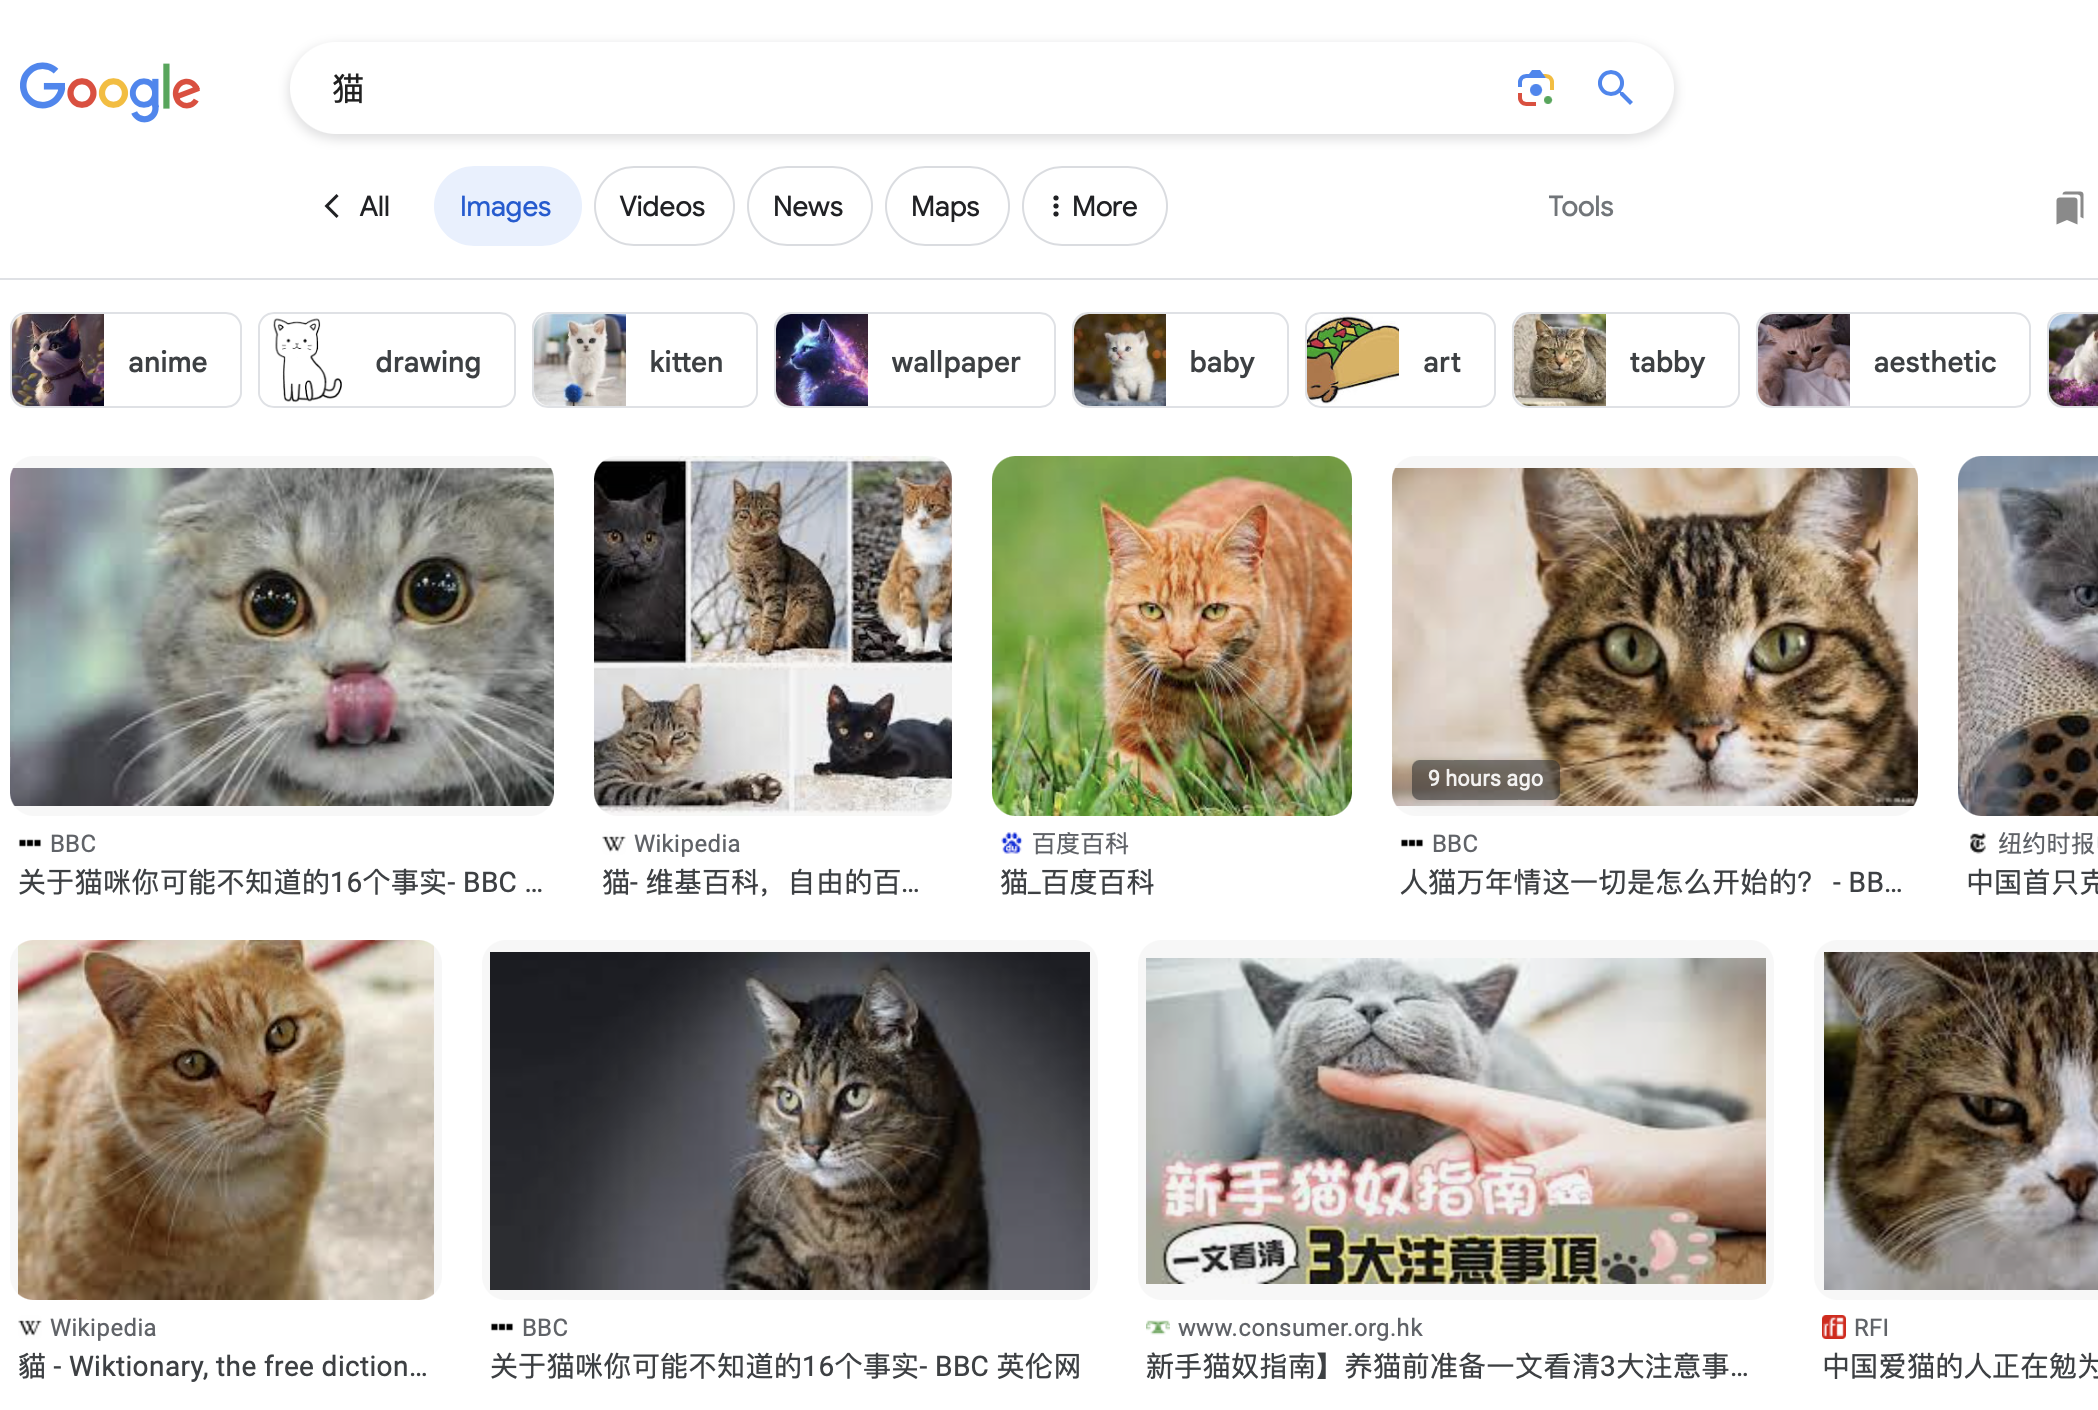 Google
猫
All
Images
Videos
News
Maps
More
Tools
anime
drawing
kitten
wallpaper
baby
art
tabby
aesthetic
9 hours ago
BBC
关于猫咪你可能不知道的16个事实- BBC ...
Wikipedia
猫- 维基百科，自由的百...
百度百科
猫_百度百科
BBC
人猫万年情这一切是怎么开始的？ - BB...
纽约时报
中国首只克
新手猫奴指南
一文看清
3大注意事項
Wikipedia
貓 - Wiktionary, the free diction...
BBC
关于猫咪你可能不知道的16个事实- BBC 英伦网
www.consumer.org.hk
新手猫奴指南】养猫前准备一文看清3大注意事...
rfi RFI
中国爱猫的人正在勉为